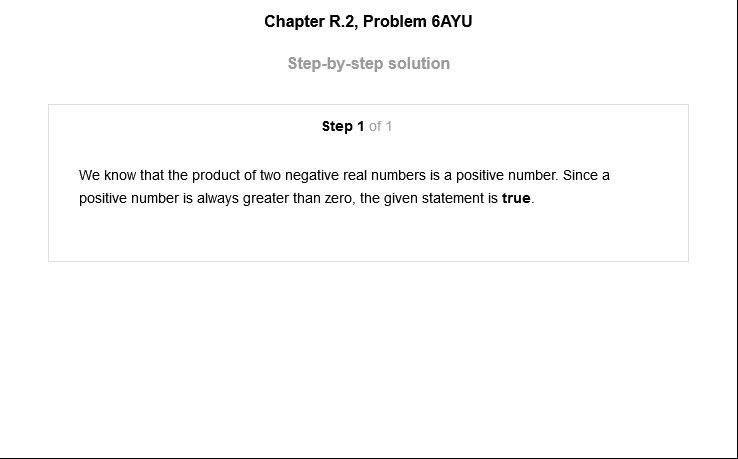 Chapter R.2, Problem 6AYU
Step-by-step solution
Step 1 of 1
We know that the product of two negative real numbers is a positive number. Since a
positive number is always greater than zero, the given statement is true.